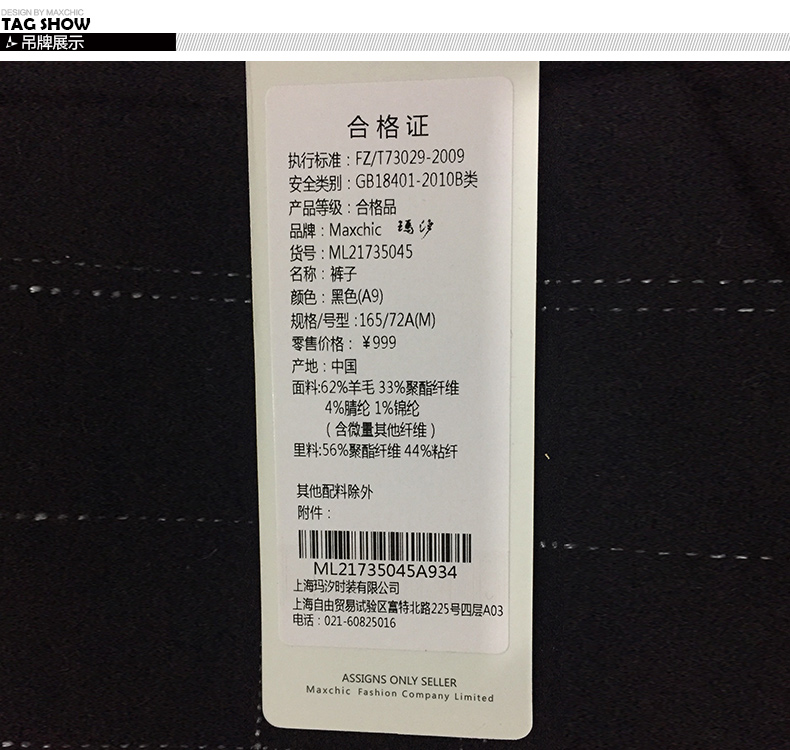 DESIGN BY MAXCHIC
TAG SHOW
吊牌展示
合格证
执行标准：FZ/T73029-2009
安全类别：GB18401-2010B类
产品等级：合格品
品牌：Maxchic 玛汐
货号：ML21735045
名称：裤子
颜色：黑色(A9)
规格/号型：165/72A(M)
零售价格：￥999
产地：中国
面料:62%羊毛 33%聚酯纤维
4%腈纶 1%锦纶
（含微量其他纤维）
里料:56%聚酯纤维 44%粘纤
其他配料除外
附件：
ML21735045A934
上海玛汐时装有限公司
上海自由贸易试验区富特北路225号四层A03
电话：021-60825016
ASSIGNS ONLY SELLER
Maxchic Fashion Company Limited